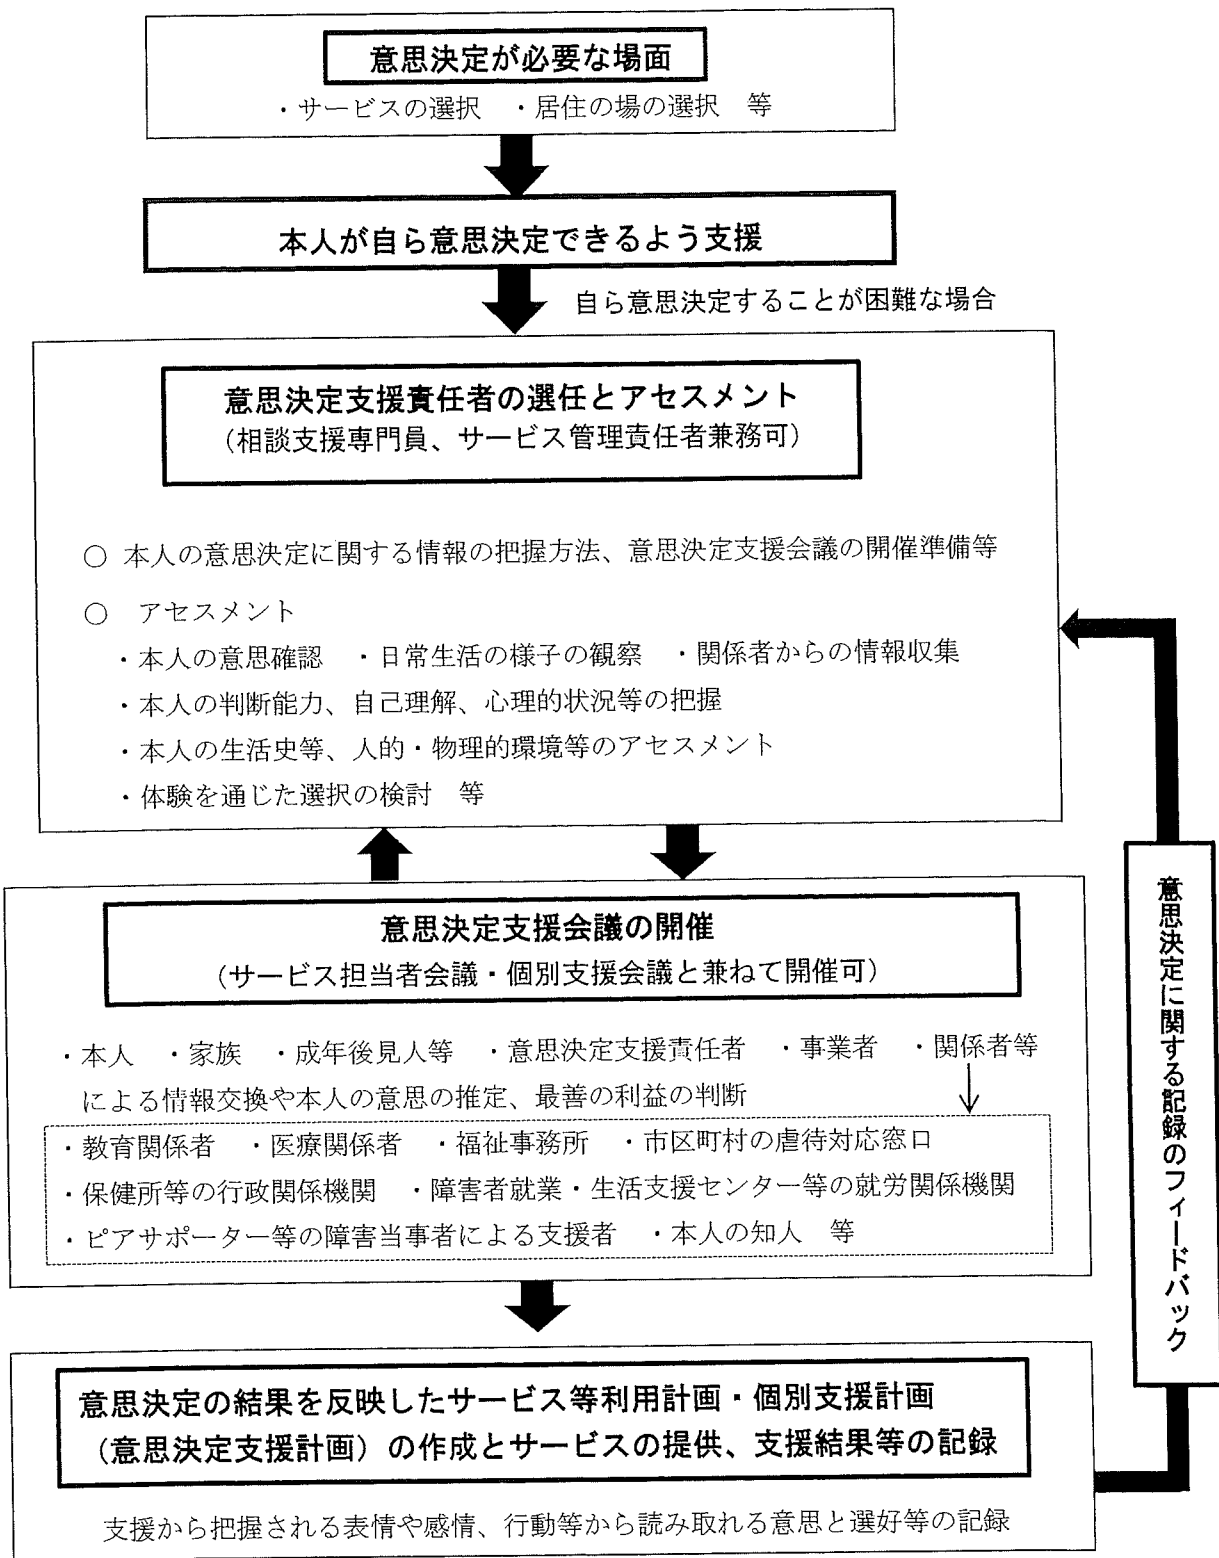 意思決定が必要な場面
・サービスの選択　・居住の場の選択　等
本人が自ら意思決定できるよう支援
自ら意思決定することが困難な場合
意思決定支援責任者の選任とアセスメント
（相談支援専門員、サービス管理責任者兼務可）
○ 本人の意思決定に関する情報の把握方法、意思決定支援会議の開催準備等
○　アセスメント
・本人の意思確認　・日常生活の様子の観察　・関係者からの情報収集
・本人の判断能力、自己理解、心理的状況等の把握
・本人の生活史等、人的・物理的環境等のアセスメント
・体験を通じた選択の検討　等
意思決定支援会議の開催
（サービス担当者会議・個別支援会議と兼ねて開催可）
・本人　・家族　・成年後見人等　・意思決定支援責任者　・事業者　・関係者等
による情報交換や本人の意思の推定、最善の利益の判断
・教育関係者　・医療関係者　・福祉事務所　・市区町村の虐待対応窓口
・保健所等の行政関係機関　・障害者就業・生活支援センター等の就労関係機関
・ピアサポーター等の障害当事者による支援者　・本人の知人　等
意思決定の結果を反映したサービス等利用計画・個別支援計画
（意思決定支援計画）の作成とサービスの提供、支援結果等の記録
支援から把握される表情や感情、行動等から読み取れる意思と選好等の記録
意思決定に関する記録のフィードバック